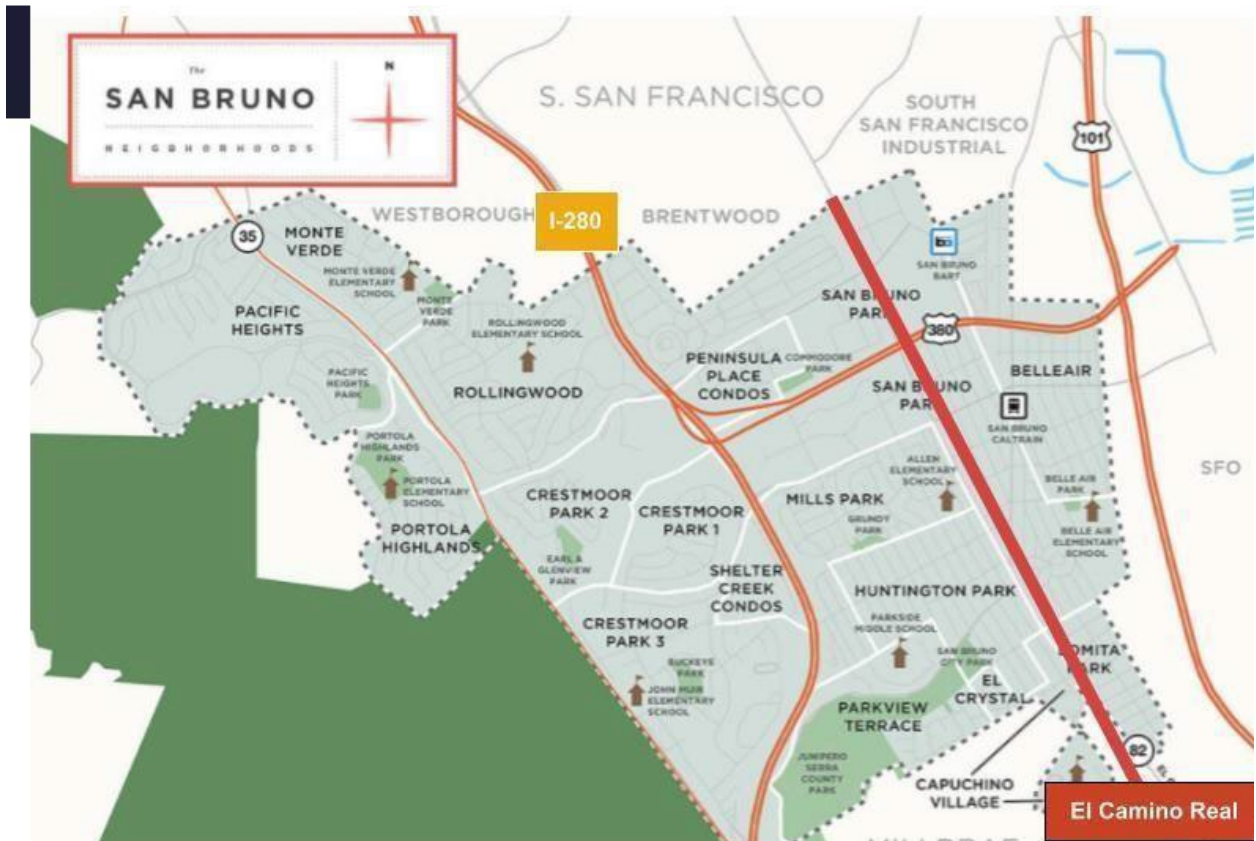 The
SAN BRUNO
NEIGBHORHOODS
N
S. SAN FRANCISCO
SOUTH
SAN FRANCISCO
INDUSTRIAL
101
WESTBOROUGH
I-280
BRENTWOOD
35
MONTE
VERDE
MONTE VERDE
ELEMENTARY
SCHOOL
MONTE
VERDE
PARK
PACIFIC
HEIGHTS
ROLLINGWOOD
ELEMENTARY SCHOOL
ROLLINGWOOD
PACIFIC
HEIGHTS
PARK
SAN BRUNO
BART
SAN BRUNO
PARK
380
PENINSULA
PLACE
CONDOS
COMMODORE
PARK
SAN BRUNO
PARK
BELLEAIR
SAN BRUNO
CALTRAIN
PORTOLA
HIGHLANDS
PARK
PORTOLA
ELEMENTARY
SCHOOL
PORTOLA
HIGHLANDS
CRESTMOOR
PARK 2
EARL &
GLENVIEW
PARK
CRESTMOOR
PARK 1
MILLS PARK
GRUNDY
PARK
ALLEN
ELEMENTARY
SCHOOL
SFO
BELLE AIR
PARK
BELLE AIR
ELEMENTARY
SCHOOL
SHELTER
CREEK
CONDOS
HUNTINGTON PARK
PARKSIDE
MIDDLE SCHOOL
CRESTMOOR
PARK 3
BUCKEYE
PARK
JOHN MUIR
ELEMENTARY
SCHOOL
SAN BRUNO
CITY PARK
EL
CRYSTAL
LOMITA
PARK
PARKVIEW
TERRACE
JUNIPERO
SERRA
COUNTY
PARK
82
CAPUCHINO
VILLAGE
El Camino Real